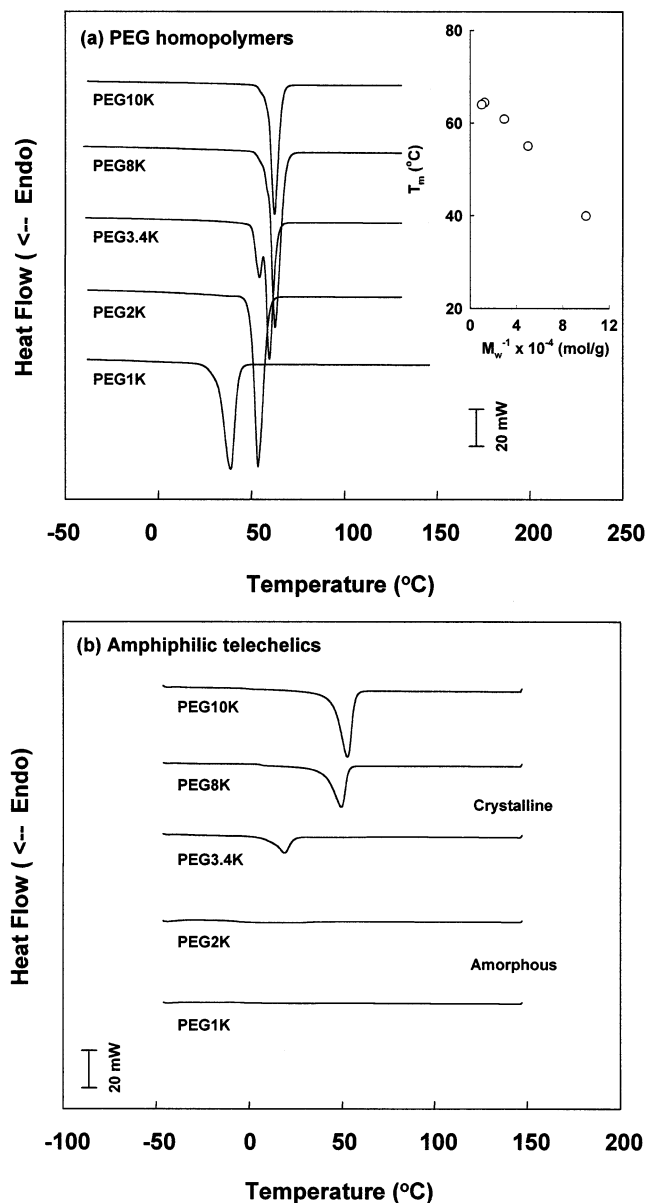 (a) PEG homopolymers
PEG10K
PEG8K
PEG3.4K
PEG2K
PEG1K
Heat Flow ( <-- Endo)
80
60
40
20
Tm (oC)
0 4 8 12
Mw-1 x 10-4 (mol/g)
20 mW
-50 0 50 100 150 200 250
Temperature (oC)
(b) Amphiphilic telechelics
PEG10K
PEG8K
Crystalline
PEG3.4K
PEG2K
Amorphous
PEG1K
Heat Flow ( <-- Endo)
20 mW
-100 -50 0 50 100 150 200
Temperature (oC)